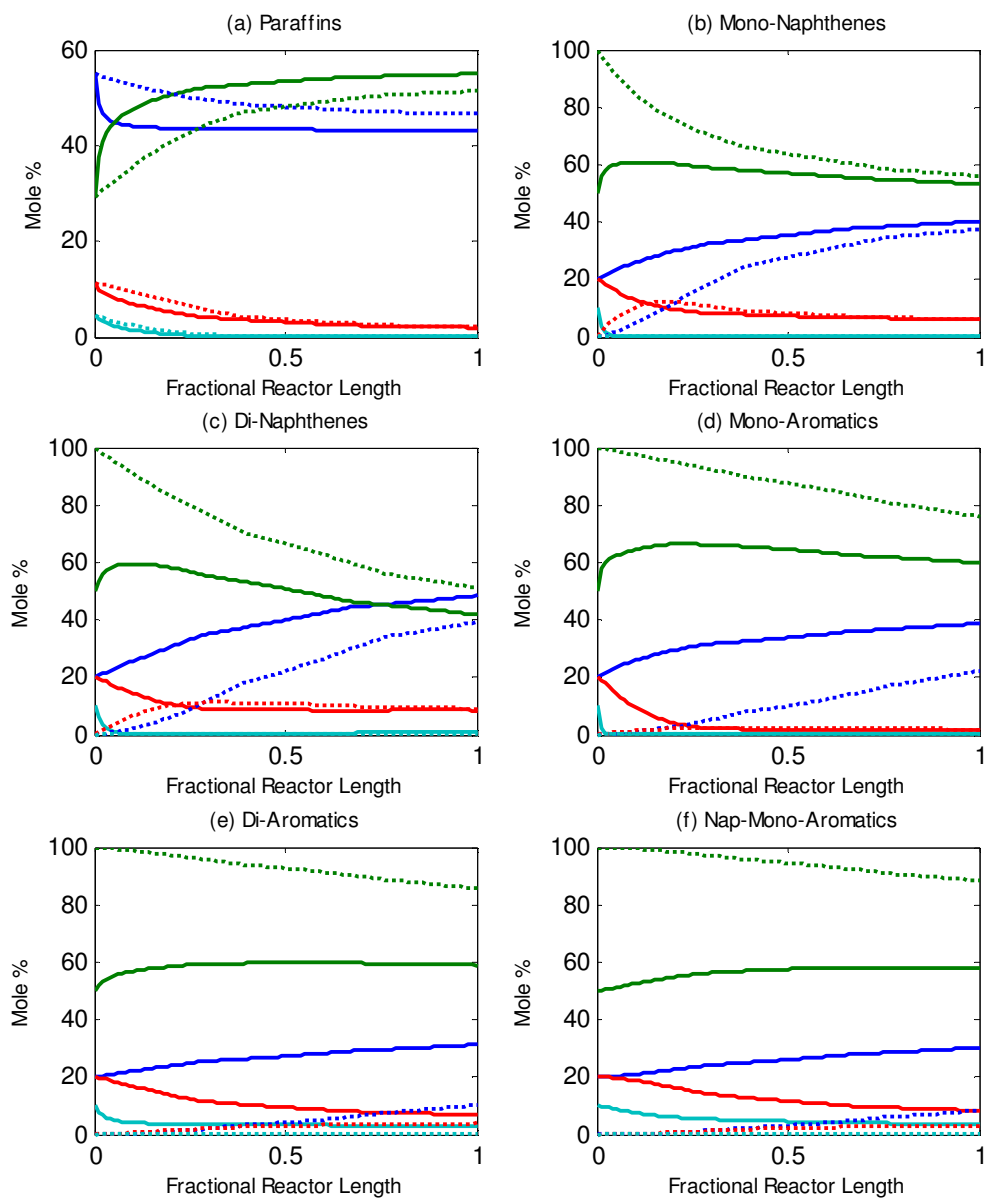 (a) Paraffins
60
40
20
0
Mole %
0 0.5 1
Fractional Reactor Length
(b) Mono-Naphthenes
100
80
60
40
20
0
Mole %
0 0.5 1
Fractional Reactor Length
(c) Di-Naphthenes
100
80
60
40
20
0
Mole %
0 0.5 1
Fractional Reactor Length
(d) Mono-Aromatics
100
80
60
40
20
0
Mole %
0 0.5 1
Fractional Reactor Length
(e) Di-Aromatics
100
80
60
40
20
0
Mole %
0 0.5 1
Fractional Reactor Length
(f) Nap-Mono-Aromatics
100
80
60
40
20
0
Mole %
0 0.5 1
Fractional Reactor Length